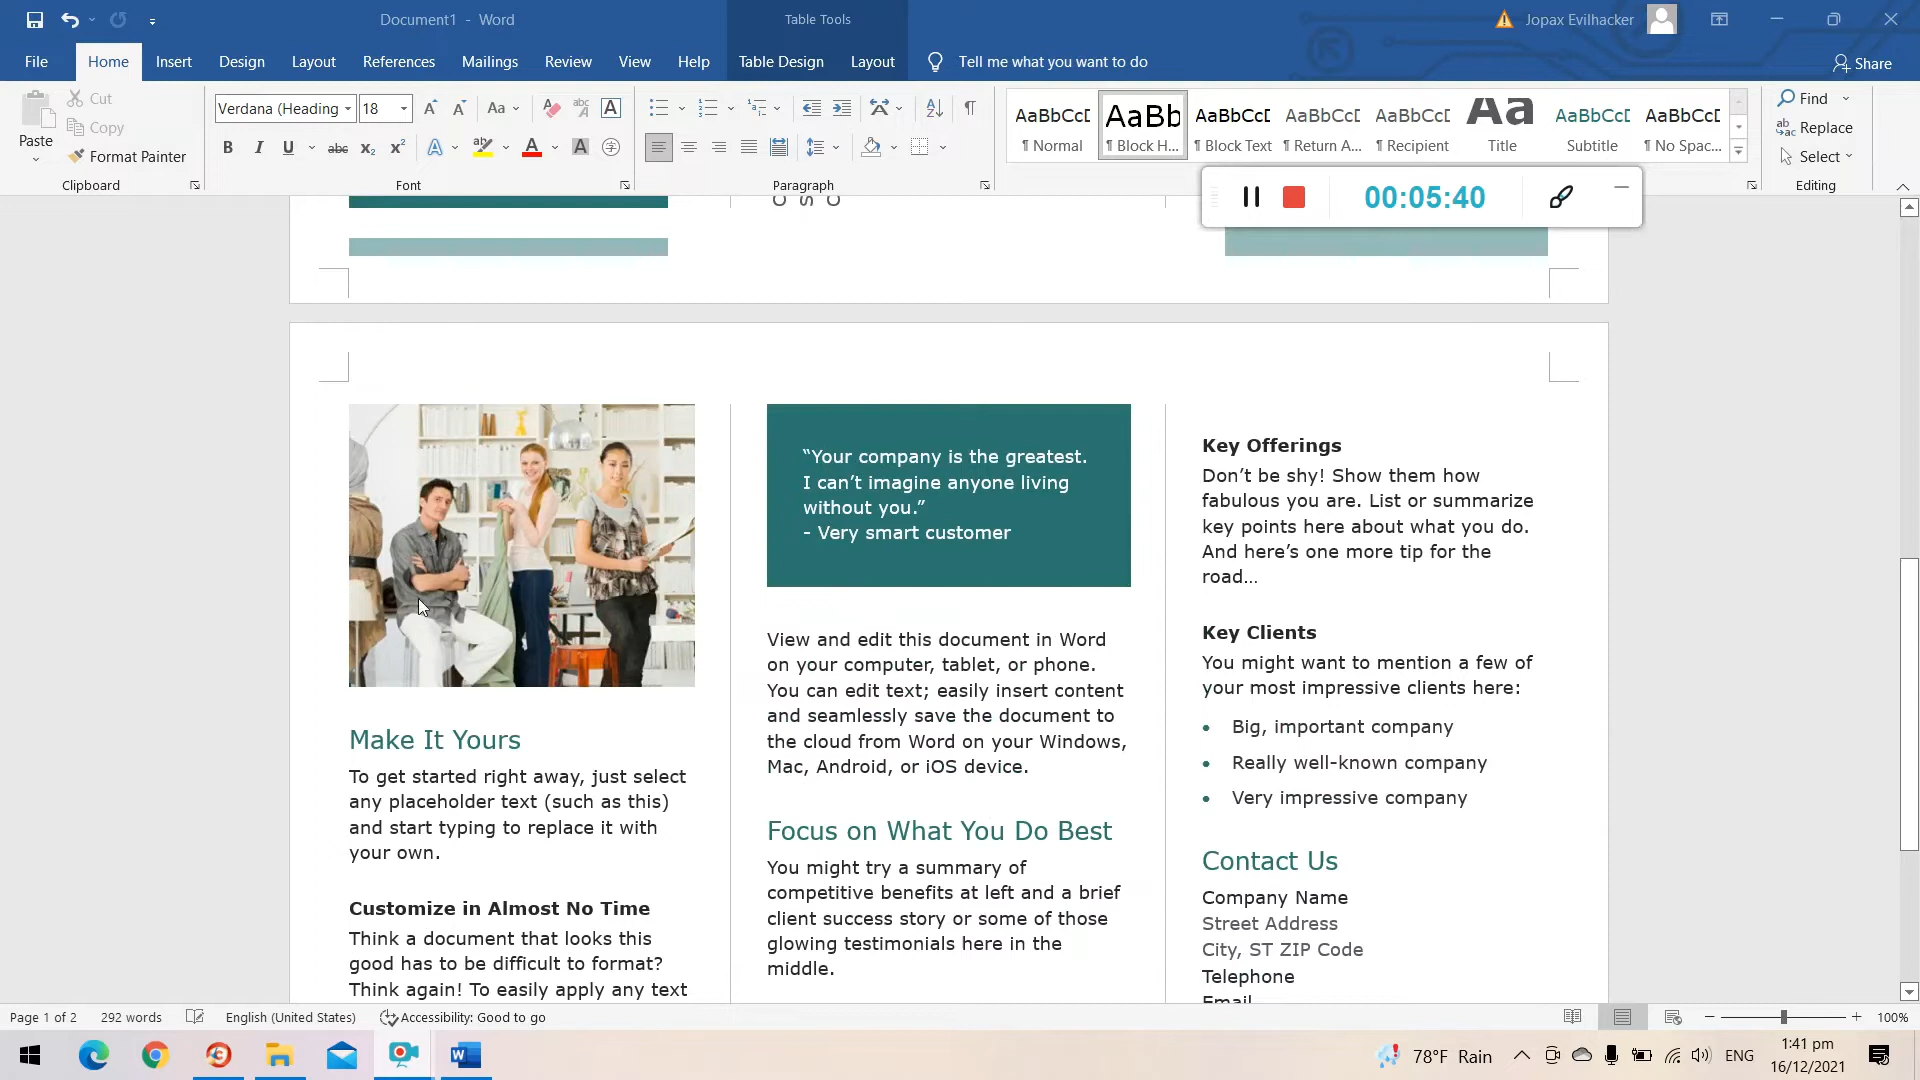 Document1 - Word
Table Tools
Jopax Evilhacker
File
Home
Insert
Design
Layout
References
Mailings
Review
View
Help
Table Design
Layout
Tell me what you want to do
Share
Paste
Cut
Copy
Format Painter
Clipboard
Verdana (Heading
18
Aa
abc
A
B
I
U
abc
x₂
x²
A
aby
A
A
字
Font
Paragraph
AaBbCcD
¶ Normal
AaBb
¶ Block H...
AaBbCcD
¶ Block Text
AaBbCcD
¶ Return A...
AaBbCcD
¶ Recipient
Aa
Title
AaBbCcD
Subtitle
AaBbCcD
¶ No Spac...
Find
Replace
Select
Editing
00:05:40
“Your company is the greatest.
I can’t imagine anyone living
without you.”
- Very smart customer
Key Offerings
Don’t be shy! Show them how
fabulous you are. List or summarize
key points here about what you do.
And here’s one more tip for the
road…
Key Clients
You might want to mention a few of
your most impressive clients here:
• Big, important company
• Really well-known company
• Very impressive company
Make It Yours
To get started right away, just select
any placeholder text (such as this)
and start typing to replace it with
your own.
Customize in Almost No Time
Think a document that looks this
good has to be difficult to format?
Think again! To easily apply any text
View and edit this document in Word
on your computer, tablet, or phone.
You can edit text; easily insert content
and seamlessly save the document to
the cloud from Word on your Windows,
Mac, Android, or iOS device.
Focus on What You Do Best
You might try a summary of
competitive benefits at left and a brief
client success story or some of those
glowing testimonials here in the
middle.
Contact Us
Company Name
Street Address
City, ST ZIP Code
Telephone
Email
Page 1 of 2
292 words
English (United States)
Accessibility: Good to go
100%
78°F Rain
ENG
1:41 pm
16/12/2021